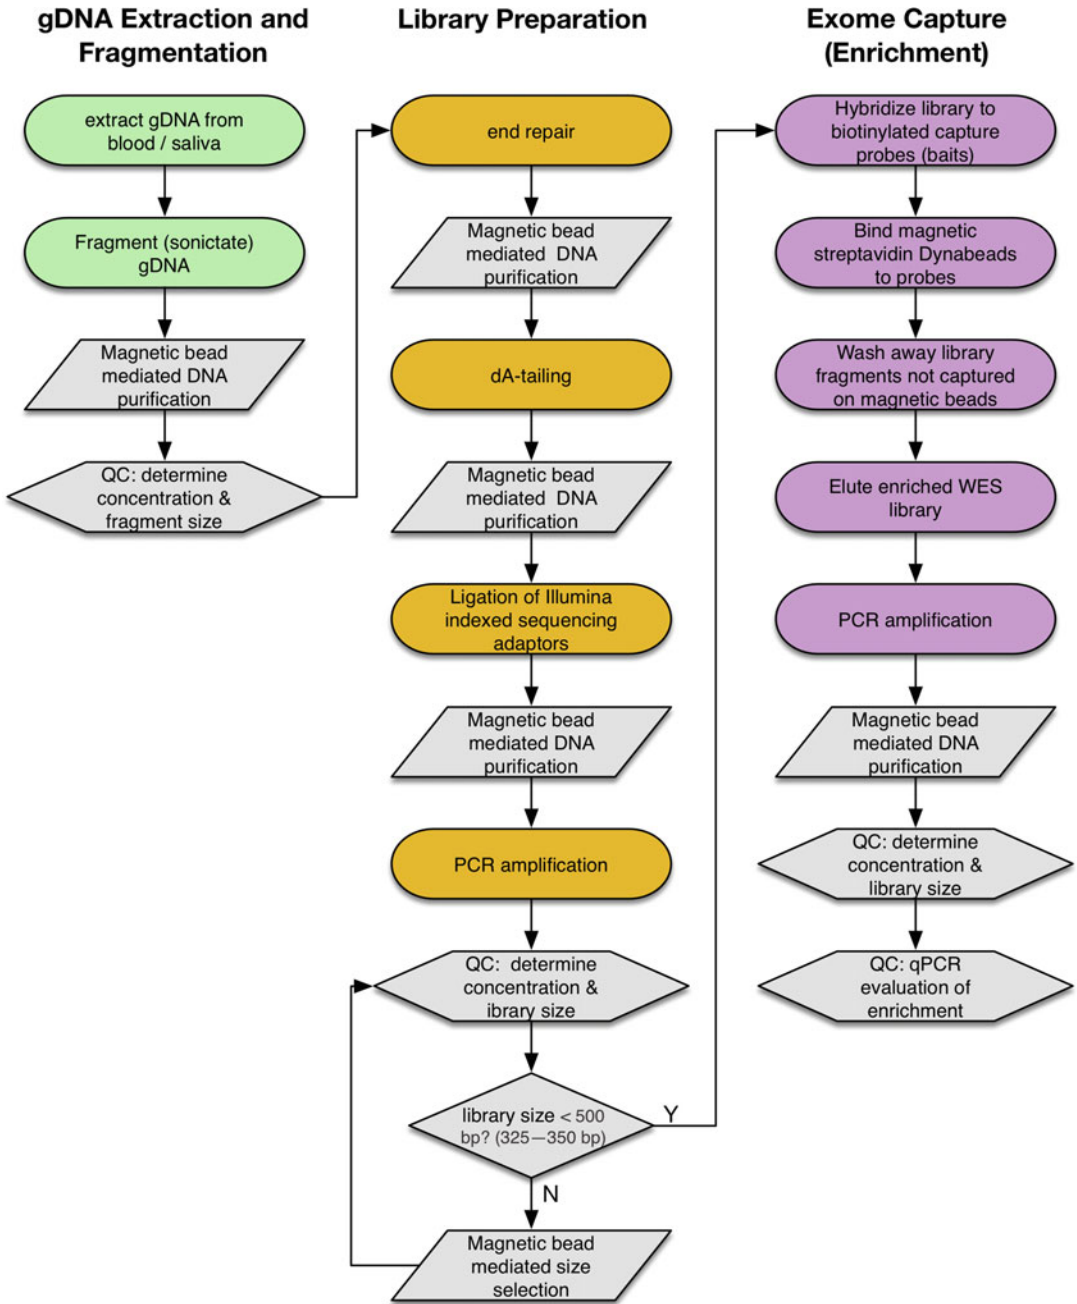 gDNA Extraction and
Fragmentation
extract gDNA from
blood / saliva
Fragment (sonictate)
gDNA
Magnetic bead
mediated DNA
purification
QC: determine
concentration &
fragment size
Library Preparation
end repair
Magnetic bead
mediated DNA
purification
dA-tailing
Magnetic bead
mediated DNA
purification
Ligation of Illumina
indexed sequencing
adaptors
Magnetic bead
mediated DNA
purification
PCR amplification
QC: determine
concentration &
ibrary size
library size < 500
bp? (325—350 bp)
Y
N
Magnetic bead
mediated size
selection
Exome Capture
(Enrichment)
Hybridize library to
biotinylated capture
probes (baits)
Bind magnetic
streptavidin Dynabeads
to probes
Wash away library
fragments not captured
on magnetic beads
Elute enriched WES
library
PCR amplification
Magnetic bead
mediated DNA
purification
QC: determine
concentration &
library size
QC: qPCR
evaluation of
enrichment